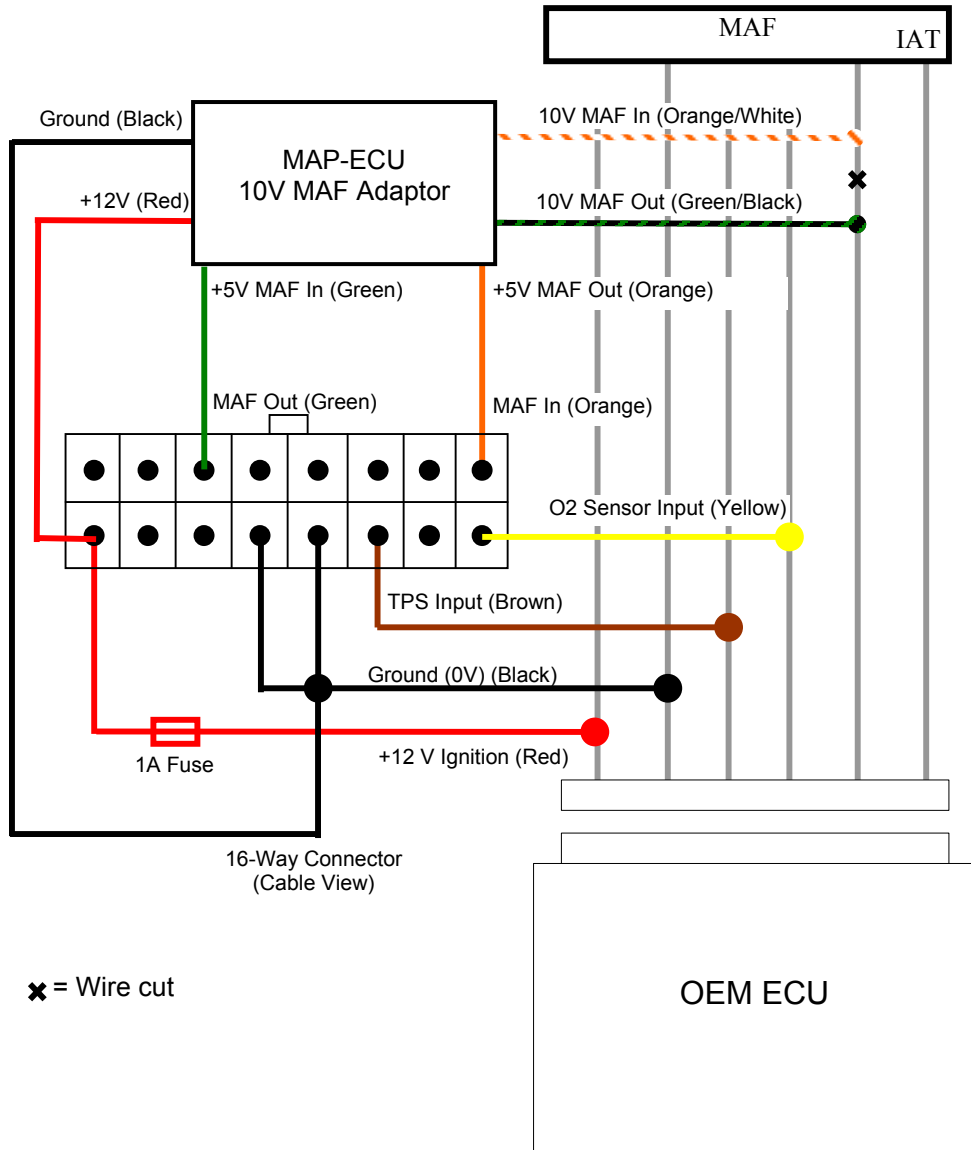 MAF
IAT
Ground (Black)
10V MAF In (Orange/White)
MAP-ECU
10V MAF Adaptor
+12V (Red)
10V MAF Out (Green/Black)
+5V MAF In (Green)
+5V MAF Out (Orange)
MAF Out (Green)
MAF In (Orange)
O2 Sensor Input (Yellow)
TPS Input (Brown)
Ground (0V) (Black)
+12 V Ignition (Red)
1A Fuse
16-Way Connector
(Cable View)
= Wire cut
OEM ECU